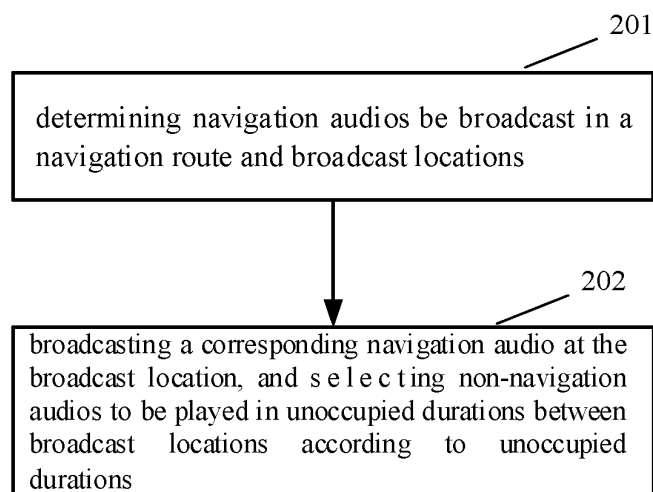 201
determining navigation audios be broadcast in a
navigation route and broadcast locations
202
broadcasting a corresponding navigation audio at the
broadcast location, and selecting non-navigation
audios to be played in unoccupied durations between
broadcast locations according to unoccupied
durations